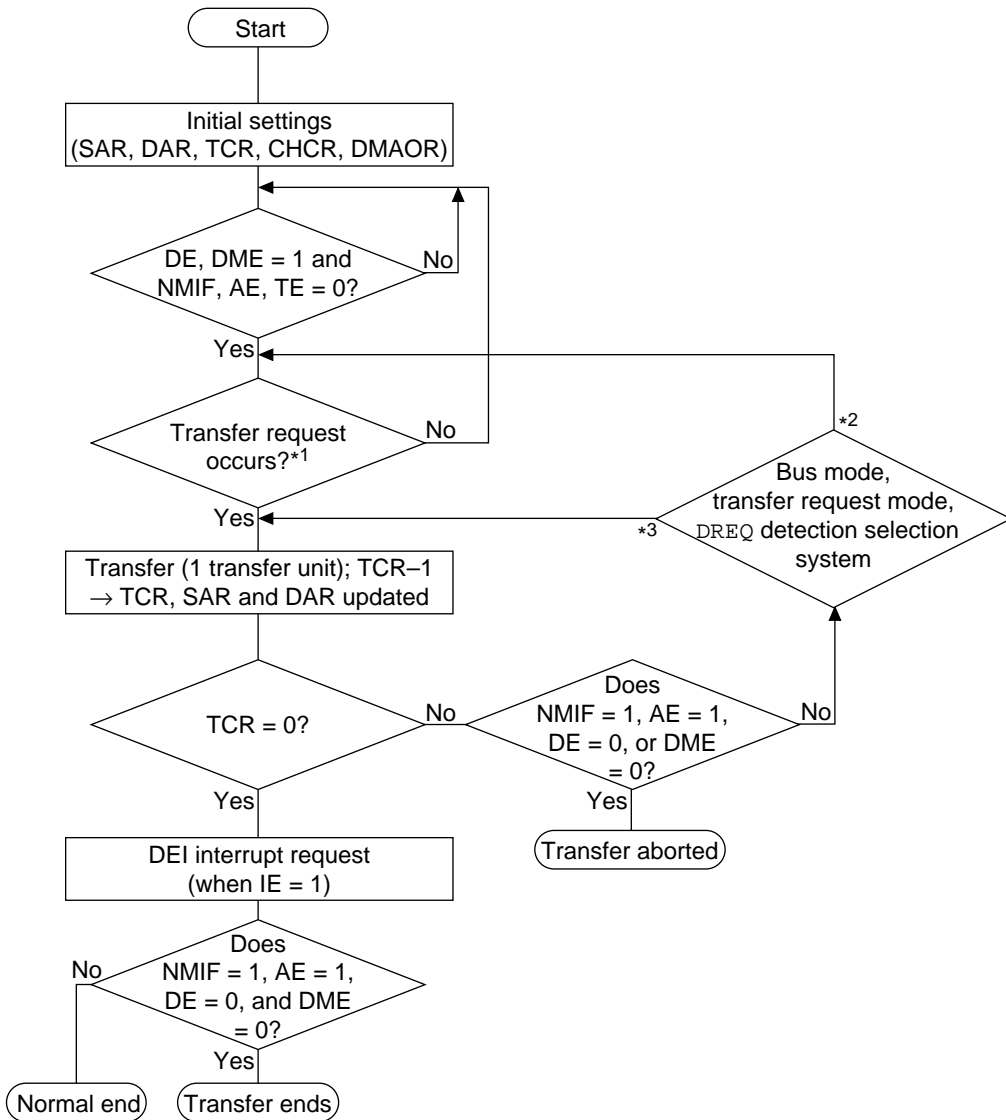 Start
Initial settings
(SAR, DAR, TCR, CHCR, DMAOR)
DE, DME = 1 and
NMIF, AE, TE = 0?
No
Yes
Transfer request
occurs?*1
No
Yes
*2
Bus mode,
transfer request mode,
DREQ detection selection
system
*3
Transfer (1 transfer unit); TCR–1
→ TCR, SAR and DAR updated
TCR = 0?
No
Does
NMIF = 1, AE = 1,
DE = 0, or DME
= 0?
No
Yes
Yes
Transfer aborted
DEI interrupt request
(when IE = 1)
Does
NMIF = 1, AE = 1,
DE = 0, and DME
= 0?
No
Yes
Normal end
Transfer ends